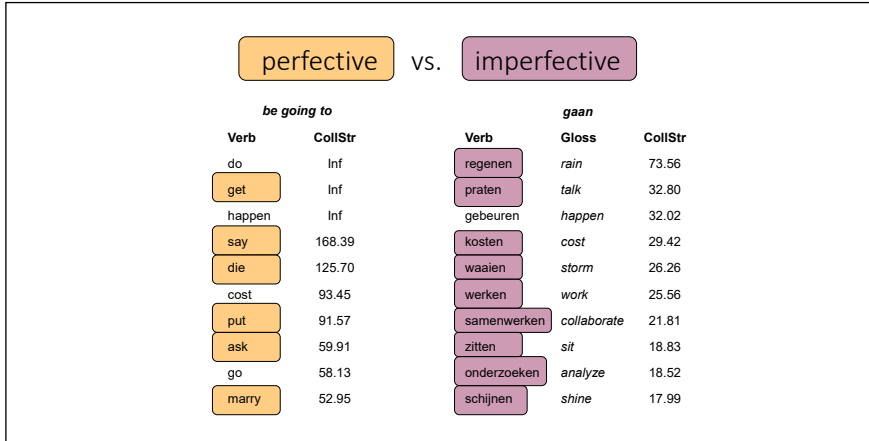 perfective vs. imperfective
be going to
Verb CollStr
do Inf
get Inf
happen Inf
say 168.39
die 125.70
cost 93.45
put 91.57
ask 59.91
go 58.13
marry 52.95
gaan
Verb Gloss CollStr
regenen rain 73.56
praten talk 32.80
gebeuren happen 32.02
kosten cost 29.42
waaien storm 26.26
werken work 25.56
samenwerken collaborate 21.81
zitten sit 18.83
onderzoeken analyze 18.52
schijnen shine 17.99